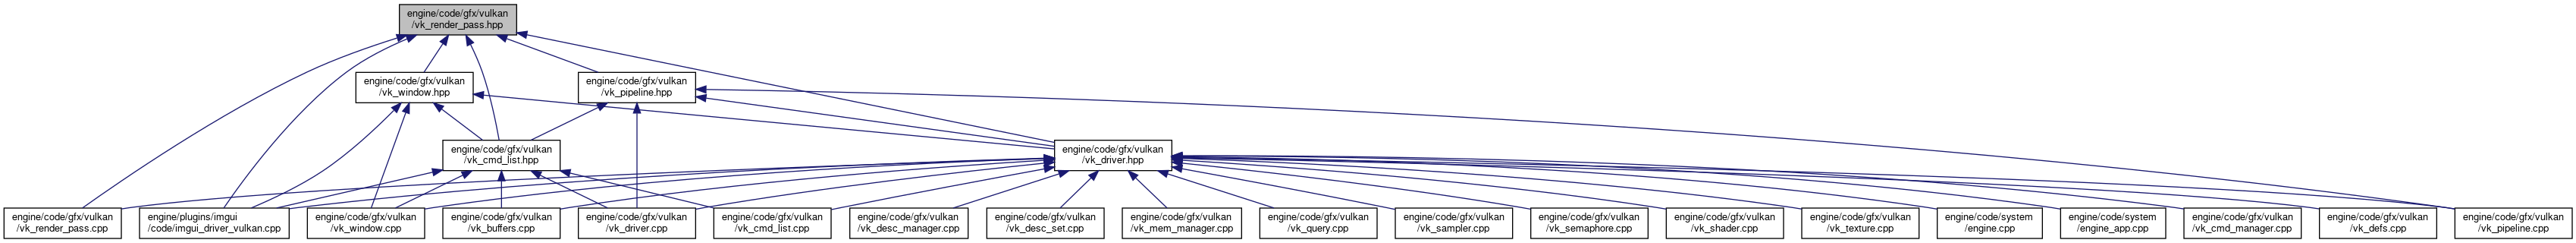 engine/code/gfx/vulkan
/vk_render_pass.hpp
engine/code/gfx/vulkan
/vk_window.hpp
engine/code/gfx/vulkan
/vk_pipeline.hpp
engine/code/gfx/vulkan
/vk_cmd_list.hpp
engine/code/gfx/vulkan
/vk_driver.hpp
engine/code/gfx/vulkan
/vk_render_pass.cpp
engine/plugins/imgui
/code/imgui_driver_vulkan.cpp
engine/code/gfx/vulkan
/vk_window.cpp
engine/code/gfx/vulkan
/vk_buffers.cpp
engine/code/gfx/vulkan
/vk_driver.cpp
engine/code/gfx/vulkan
/vk_cmd_list.cpp
engine/code/gfx/vulkan
/vk_desc_manager.cpp
engine/code/gfx/vulkan
/vk_desc_set.cpp
engine/code/gfx/vulkan
/vk_mem_manager.cpp
engine/code/gfx/vulkan
/vk_query.cpp
engine/code/gfx/vulkan
/vk_sampler.cpp
engine/code/gfx/vulkan
/vk_semaphore.cpp
engine/code/gfx/vulkan
/vk_shader.cpp
engine/code/gfx/vulkan
/vk_texture.cpp
engine/code/system
/engine.cpp
engine/code/system
/engine_app.cpp
engine/code/gfx/vulkan
/vk_cmd_manager.cpp
engine/code/gfx/vulkan
/vk_defs.cpp
engine/code/gfx/vulkan
/vk_pipeline.cpp